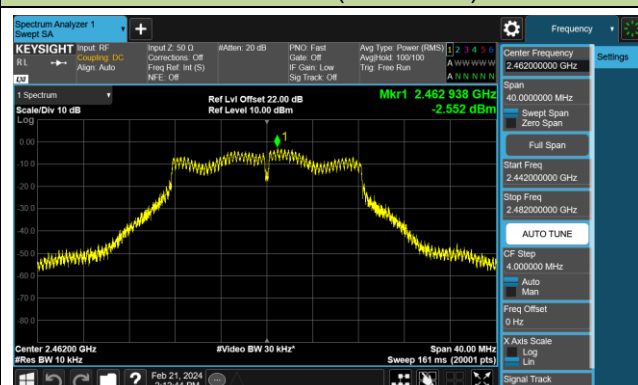 Spectrum Analyzer 1
Swept SA
Frequency
KEYSIGHT
Input: RF
Input Z: 50 Ω
#Atten: 20 dB
PNO: Fast
Avg Type: Power (RMS)
1 2 3 4 5 6
RL
Coupling: DC
Corrections: Off
Gate: Off
Avg|Hold: 100/100
A W W W W W
Align: Auto
Freq Ref: Int (S)
IF Gain: Low
Trig: Free Run
NFE: Off
Sig Track: Off
A N N N N N
LXI
1 Spectrum
Scale/Div 10 dB
Ref Lvl Offset 22.00 dB
Ref Level 10.00 dBm
Mkr1 2.462 938 GHz
-2.552 dBm
Log
1
0.00
-10.0
-20.0
-30.0
-40.0
-50.0
-60.0
-70.0
-80.0
Center 2.46200 GHz
#Video BW 30 kHz*
Span 40.00 MHz
#Res BW 10 kHz
Sweep 161 ms (20001 pts)
Feb 21, 2024
Center Frequency
2.462000000 GHz
Settings
Span
40.0000000 MHz
Swept Span
Zero Span
Full Span
Start Freq
2.442000000 GHz
Stop Freq
2.482000000 GHz
AUTO TUNE
CF Step
4.000000 MHz
Auto
Man
Freq Offset
0 Hz
X Axis Scale
Log
Lin
Signal Track